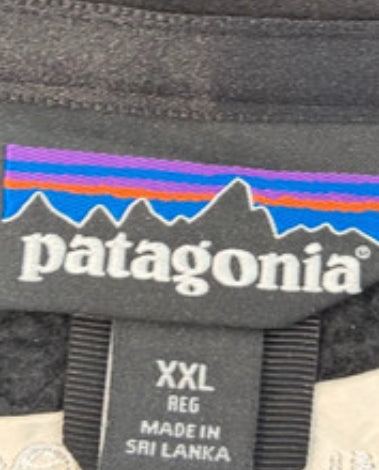 patagonia®
XXL
REG
MADE IN
SRI LANKA